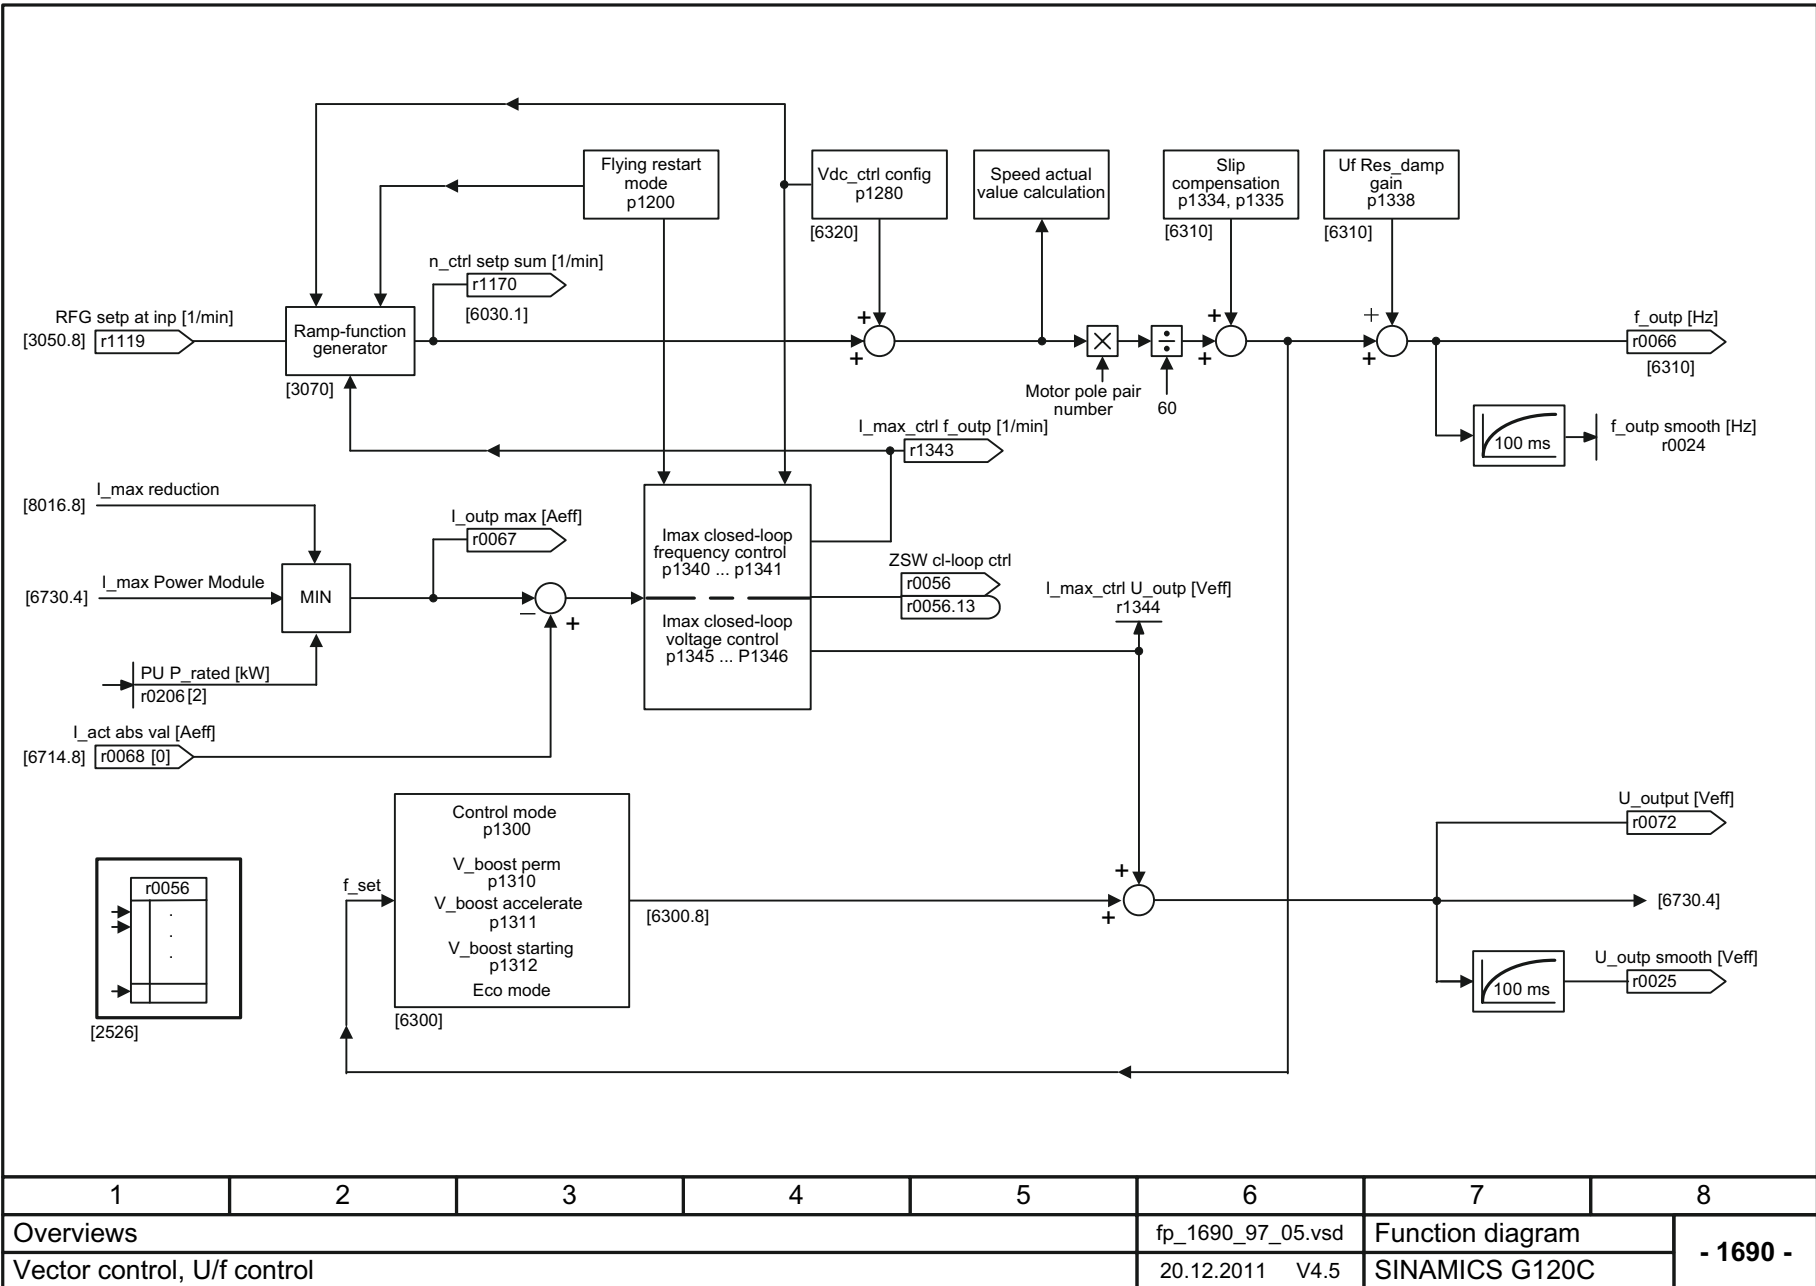 Flying restart
mode
p1200
Vdc_ctrl config
p1280
[6320]
Speed actual
value calculation
Slip
compensation
p1334, p1335
[6310]
Uf Res_damp
gain
p1338
[6310]
n_ctrl setp sum [1/min]
r1170
[6030.1]
RFG setp at inp [1/min]
[3050.8] r1119
Ramp-function
generator
[3070]
+
+
Motor pole pair
number
×
÷
60
+
+
+
+
f_outp [Hz]
r0066
[6310]
100 ms
f_outp smooth [Hz]
r0024
I_max_ctrl f_outp [1/min]
r1343
I_max reduction
[8016.8]
I_outp max [Aeff]
r0067
I_max Power Module
[6730.4]
MIN
−
+
PU P_rated [kW]
r0206[2]
I_act abs val [Aeff]
[6714.8] r0068 [0]
Imax closed-loop
frequency control
p1340 ... p1341
Imax closed-loop
voltage control
p1345 ... P1346
ZSW cl-loop ctrl
r0056
r0056.13
I_max_ctrl U_outp [Veff]
r1344
Control mode
p1300
V_boost perm
p1310
V_boost accelerate
p1311
V_boost starting
p1312
Eco mode
[6300]
f_set
[6300.8]
+
+
U_output [Veff]
r0072
[6730.4]
100 ms
U_outp smooth [Veff]
r0025
r0056
.
.
.
[2526]
1 2 3 4 5 6 7 8
Overviews
fp_1690_97_05.vsd
Function diagram
- 1690 -
Vector control, U/f control
20.12.2011 V4.5
SINAMICS G120C